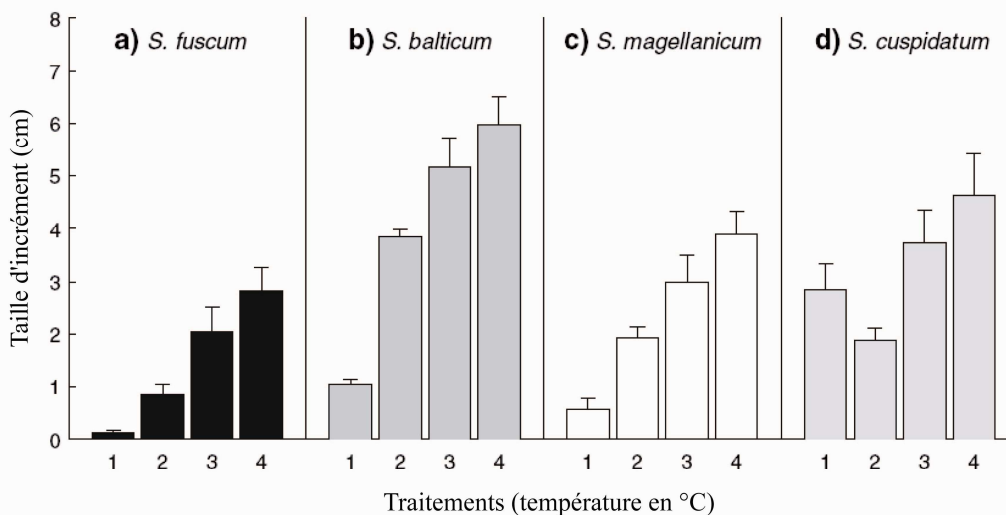 8
7
6
5
4
3
2
1
0
Taille d'incrément (cm)
a) S. fuscum
b) S. balticum
c) S. magellanicum
d) S. cuspidatum
1 2 3 4 1 2 3 4 1 2 3 4 1 2 3 4
Traitements (température en °C)